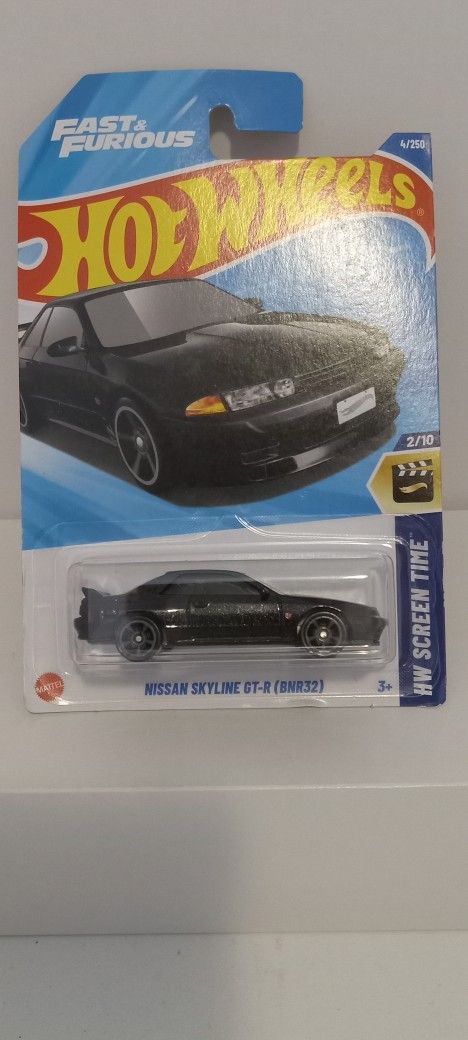 FAST &
FURIOUS
4/250
HOT WHEELS®
2/10
HW SCREEN TIME
MATTEL
NISSAN SKYLINE GT-R (BNR32)
3+